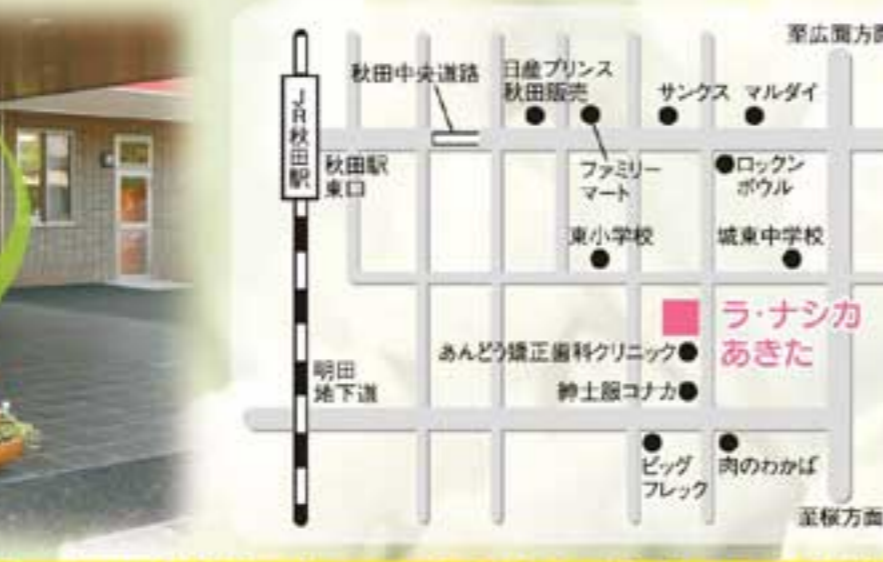 至広面方面
秋田中央道路
日産プリンス
秋田販売
サンクス
マルダイ
JR秋田駅
秋田駅
東口
ファミリー
マート
ロックン
ボウル
東小学校
城東中学校
ラ・ナシカ
あきた
あんどう矯正歯科クリニック
紳士服コナカ
明田
地下道
ビッグ
フレック
肉のわかば
至桜方面